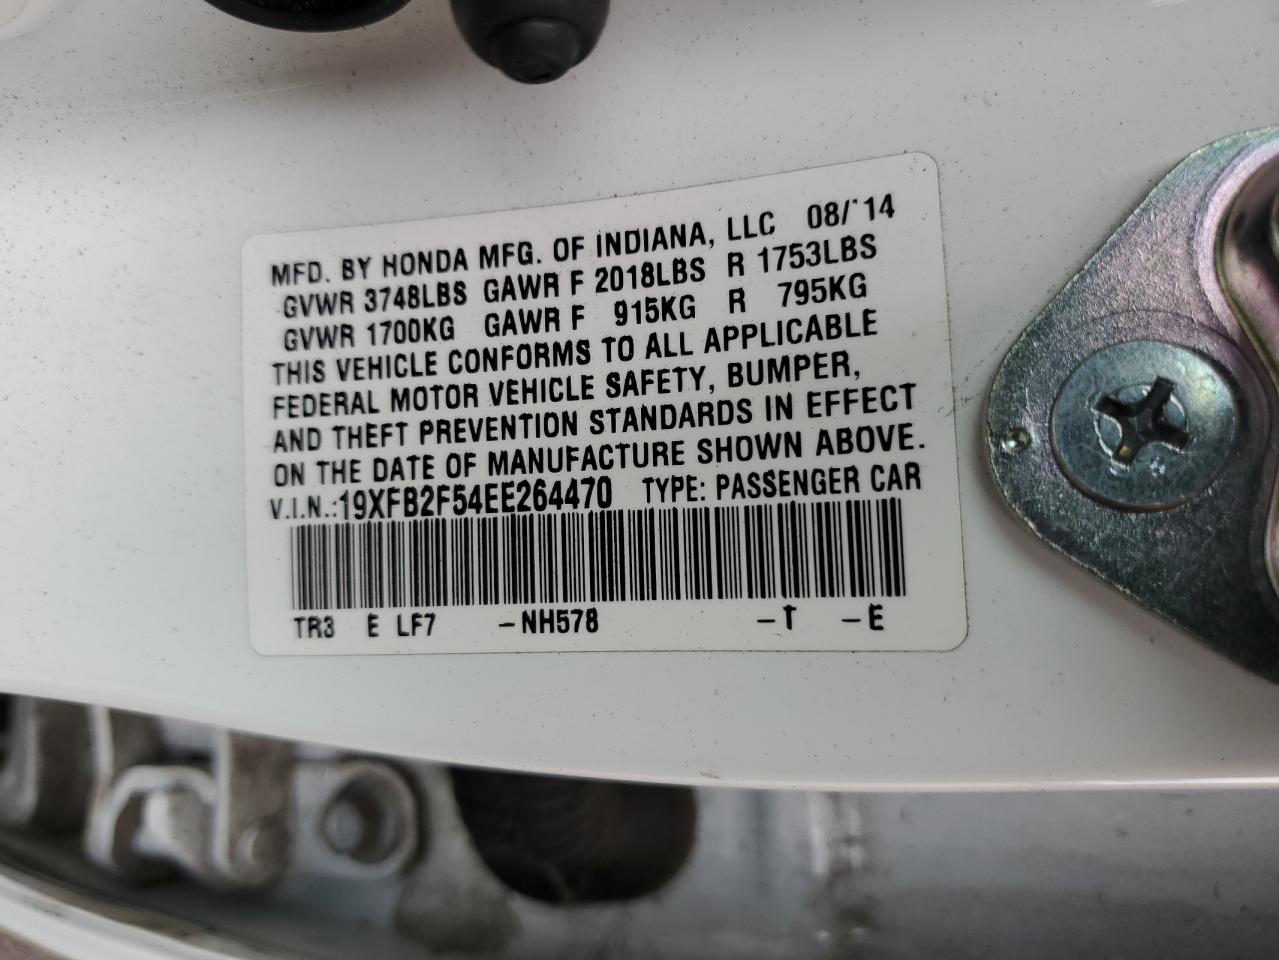 MFD. BY HONDA MFG. OF INDIANA, LLC 08/'14
GVWR 3748LBS GAWR F 2018LBS R 1753LBS
GVWR 1700KG GAWR F 915KG R 795KG
THIS VEHICLE CONFORMS TO ALL APPLICABLE
FEDERAL MOTOR VEHICLE SAFETY, BUMPER,
AND THEFT PREVENTION STANDARDS IN EFFECT
ON THE DATE OF MANUFACTURE SHOWN ABOVE.
V.I.N.:19XFB2F54EE264470 TYPE: PASSENGER CAR
TR3 E LF7 -NH578 -T -E